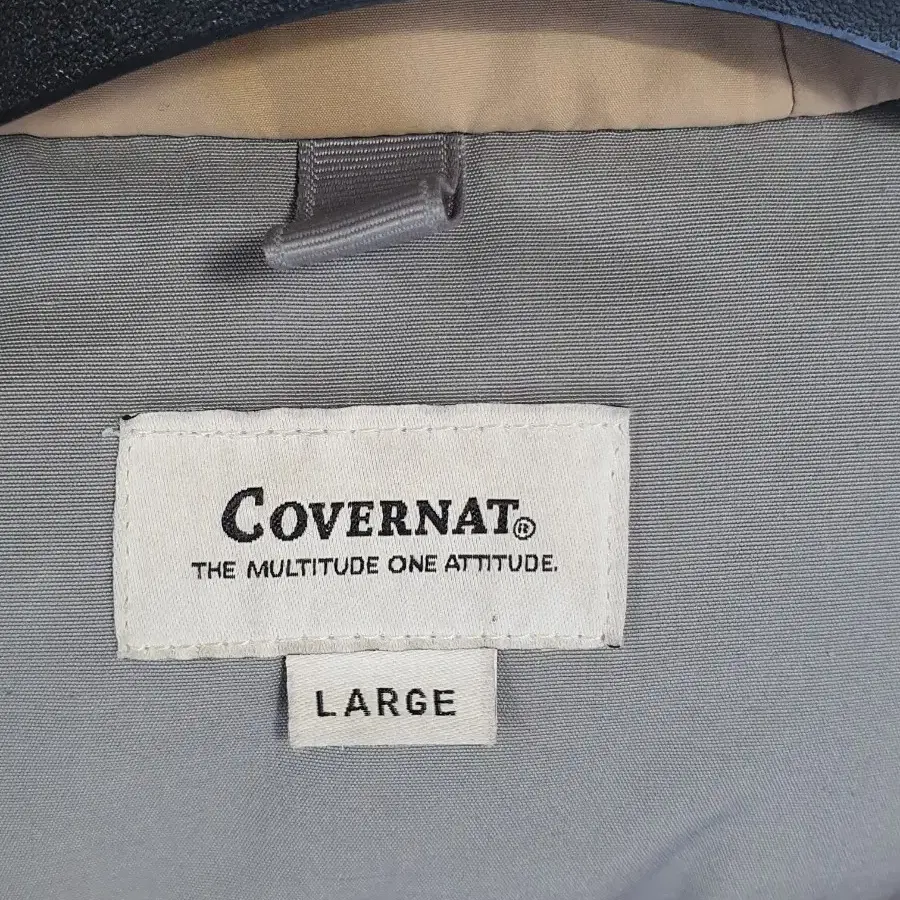 COVERNAT®
THE MULTITUDE ONE ATTITUDE.
LARGE